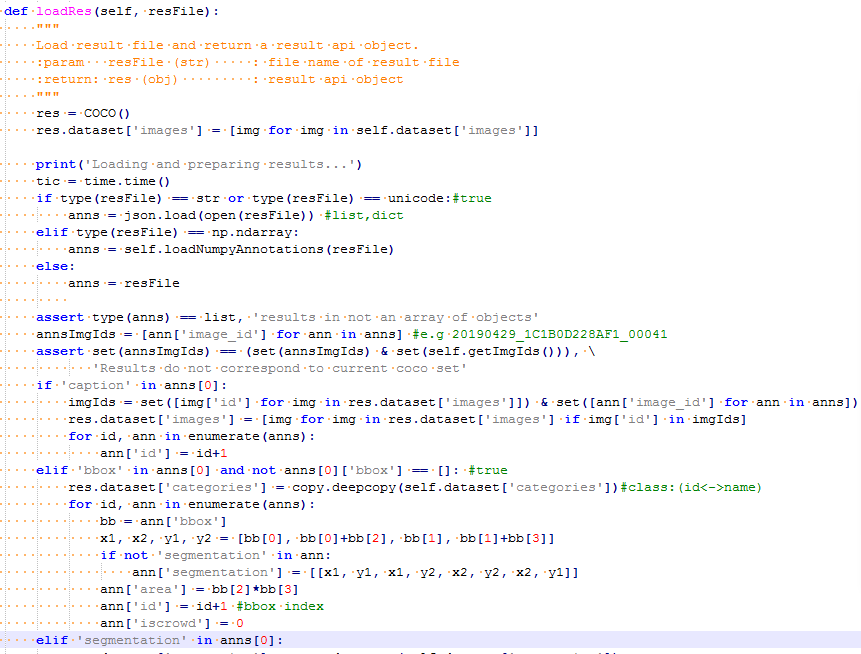 def loadRes(self, resFile):
    """
    Load result file and return a result api object.
    :param   resFile (str)     : file name of result file
    :return: res (obj)         : result api object
    """
    res = COCO()
    res.dataset['images'] = [img for img in self.dataset['images']]

    print('Loading and preparing results...')
    tic = time.time()
    if type(resFile) == str or type(resFile) == unicode:#true
        anns = json.load(open(resFile)) #list,dict
    elif type(resFile) == np.ndarray:
        anns = self.loadNumpyAnnotations(resFile)
    else:
        anns = resFile

    assert type(anns) == list, 'results in not an array of objects'
    annsImgIds = [ann['image_id'] for ann in anns] #e.g 20190429_1C1B0D228AF1_00041
    assert set(annsImgIds) == (set(annsImgIds) & set(self.getImgIds())), \
           'Results do not correspond to current coco set'
    if 'caption' in anns[0]:
        imgIds = set([img['id'] for img in res.dataset['images']]) & set([ann['image_id'] for ann in anns])
        res.dataset['images'] = [img for img in res.dataset['images'] if img['id'] in imgIds]
        for id, ann in enumerate(anns):
            ann['id'] = id+1
    elif 'bbox' in anns[0] and not anns[0]['bbox'] == []: #true
        res.dataset['categories'] = copy.deepcopy(self.dataset['categories'])#class:(id<->name)
        for id, ann in enumerate(anns):
            bb = ann['bbox']
            x1, x2, y1, y2 = [bb[0], bb[0]+bb[2], bb[1], bb[1]+bb[3]]
            if not 'segmentation' in ann:
                ann['segmentation'] = [[x1, y1, x1, y2, x2, y2, x2, y1]]
            ann['area'] = bb[2]*bb[3]
            ann['id'] = id+1 #bbox index
            ann['iscrowd'] = 0
    elif 'segmentation' in anns[0]: